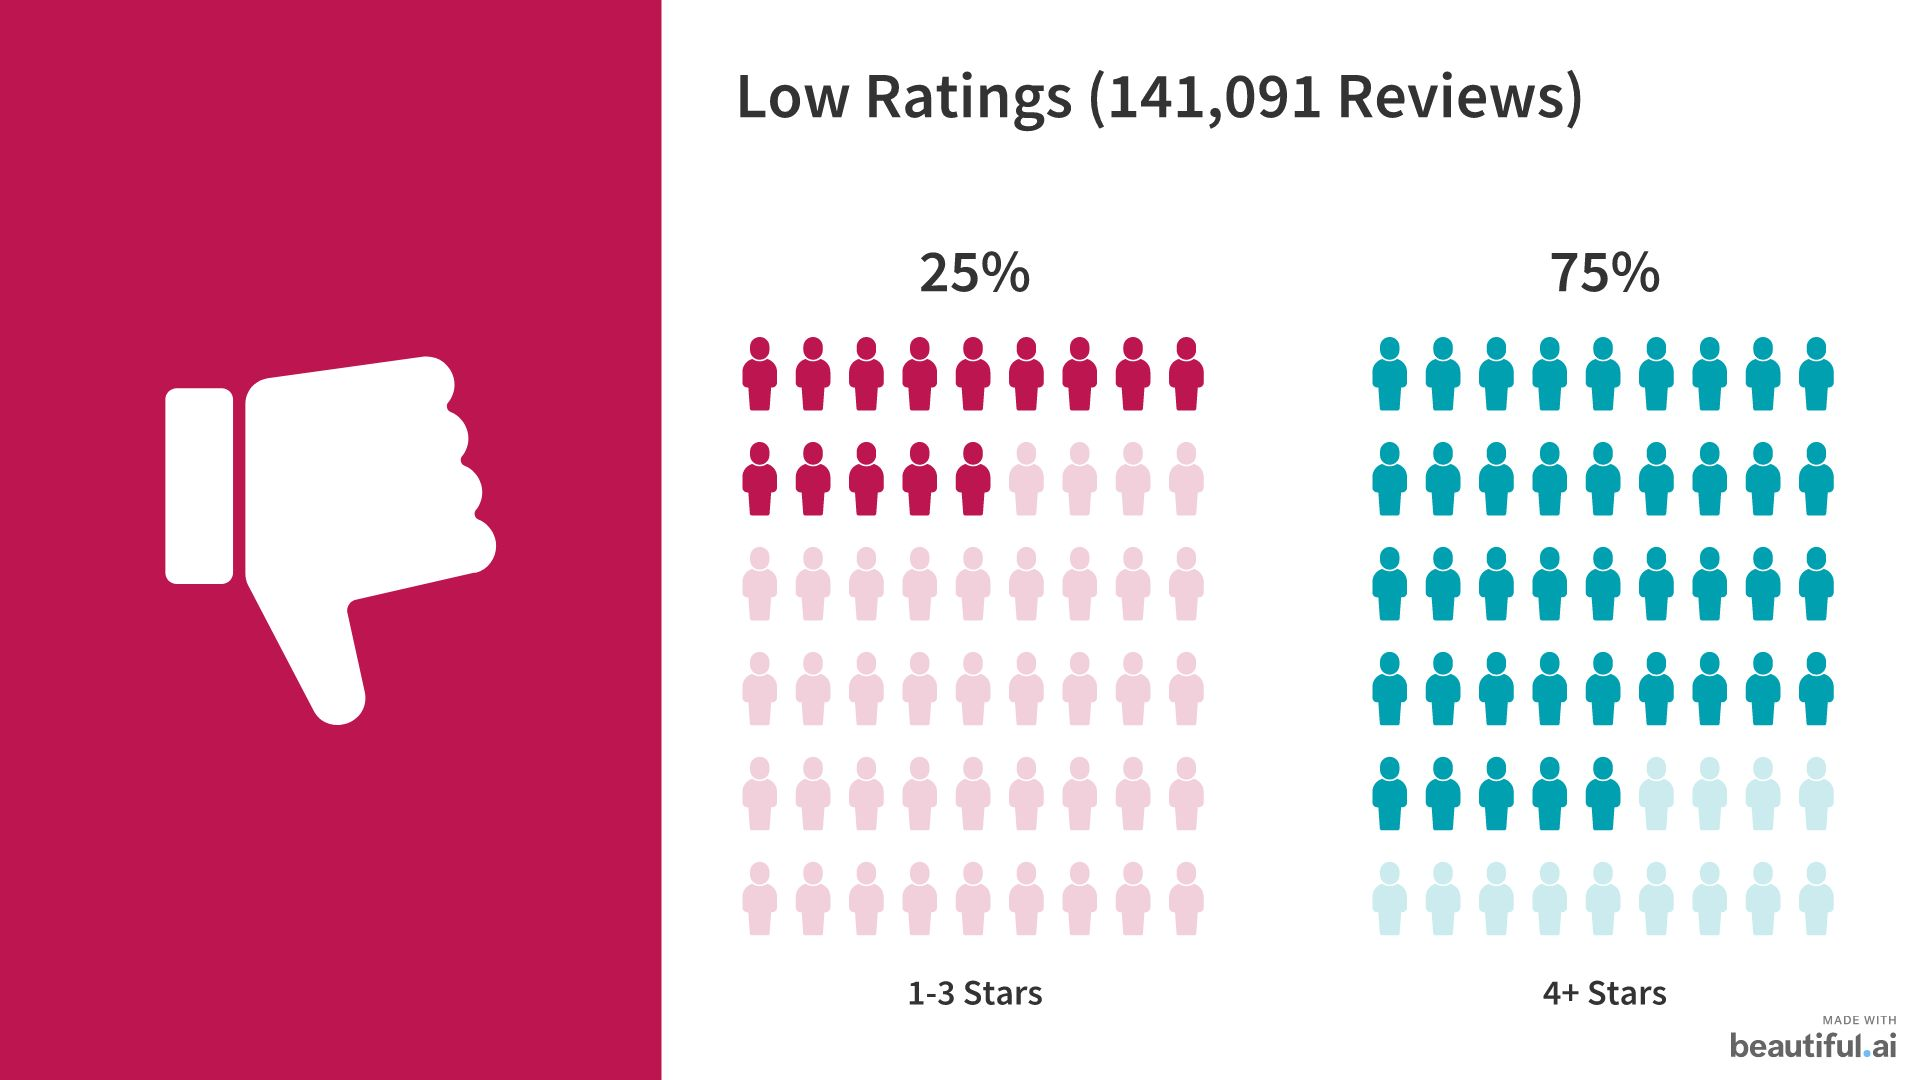 Low Ratings (141,091 Reviews)
25%
75%
1-3 Stars
4+ Stars
MADE WITH
beautiful.ai